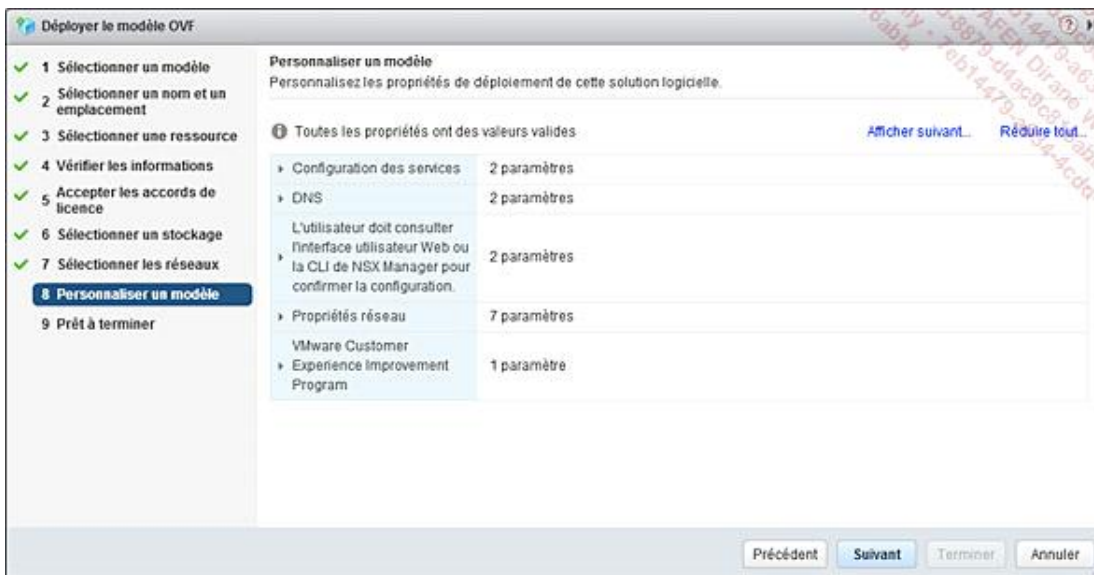 Déployer le modèle OVF
1 Sélectionner un modèle
2 Sélectionner un nom et un
emplacement
3 Sélectionner une ressource
4 Vérifier les informations
5 Accepter les accords de
licence
6 Sélectionner un stockage
7 Sélectionner les réseaux
8 Personnaliser un modèle
9 Prêt à terminer
Personnaliser un modèle
Personnalisez les propriétés de déploiement de cette solution logicielle.
Toutes les propriétés ont des valeurs valides
Afficher suivant...
Réduire tout...
Configuration des services 2 paramètres
DNS 2 paramètres
L'utilisateur doit consulter
l'interface utilisateur Web ou
la CLI de NSX Manager pour
confirmer la configuration.
2 paramètres
Propriétés réseau 7 paramètres
VMware Customer
Experience Improvement
Program
1 paramètre
Précédent
Suivant
Terminer
Annuler